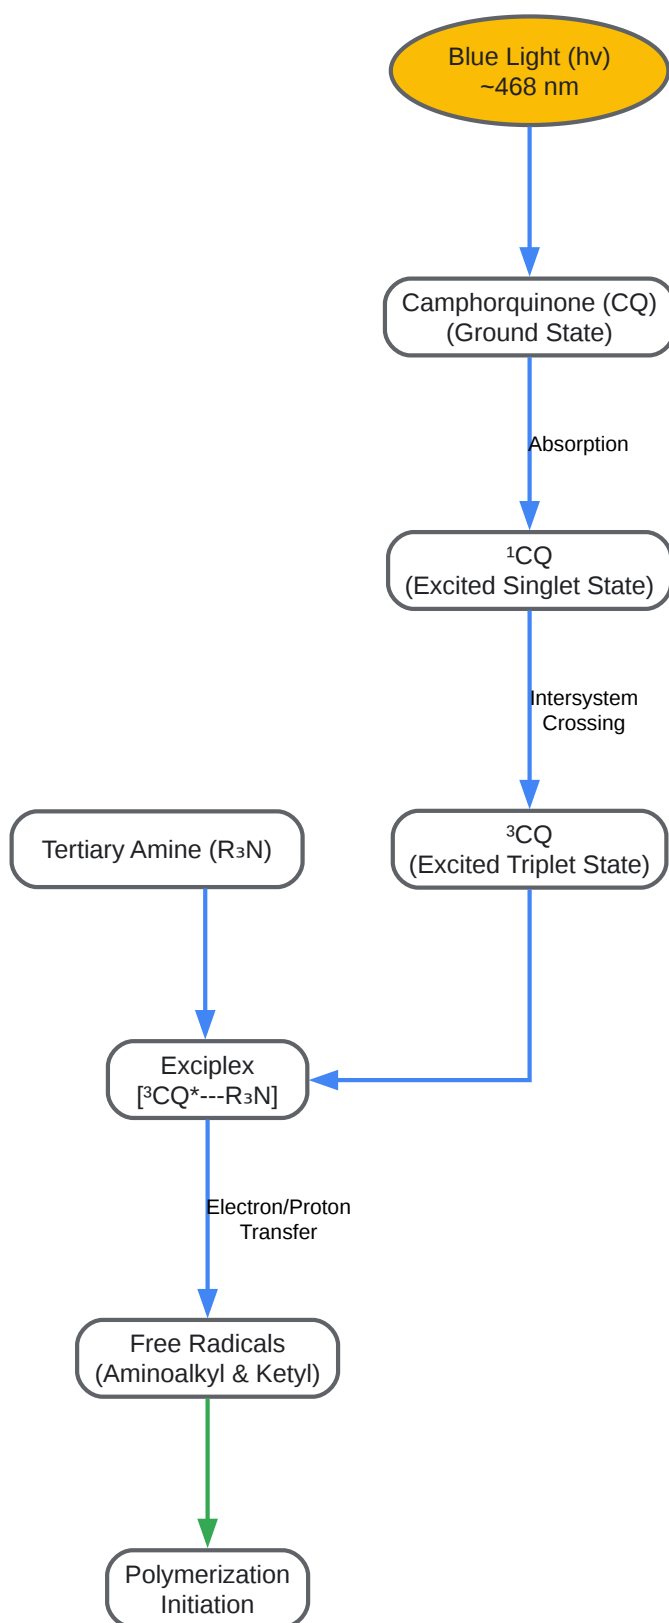 Blue Light (hv)
~468 nm
Camphorquinone (CQ)
(Ground State)
Absorption
¹CQ
(Excited Singlet State)
Intersystem
Crossing
Tertiary Amine (R₃N)
³CQ
(Excited Triplet State)
Exciplex
[³CQ*---R₃N]
Electron/Proton
Transfer
Free Radicals
(Aminoalkyl & Ketyl)
Polymerization
Initiation